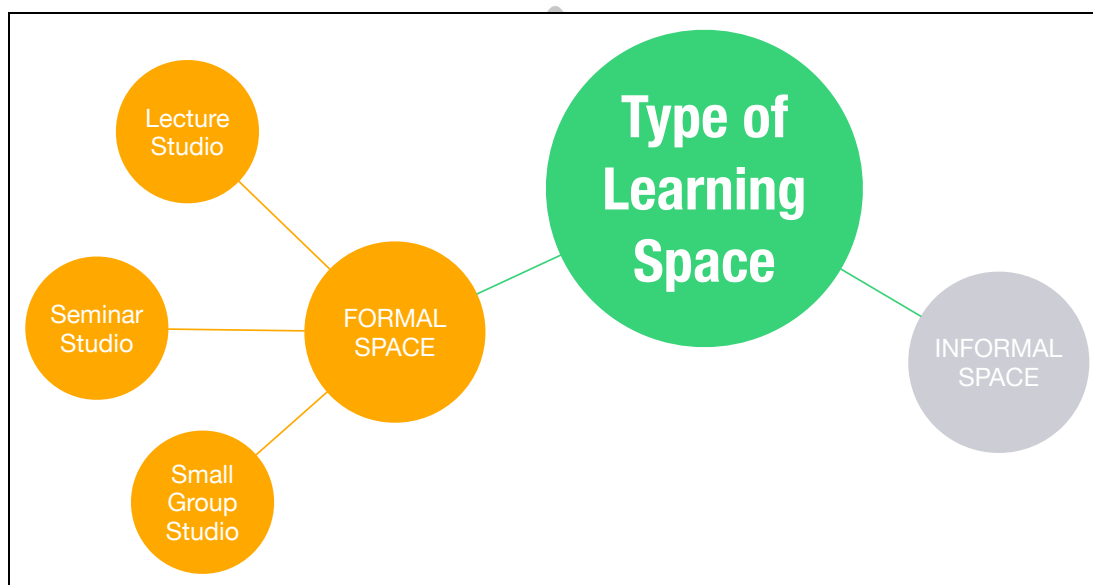 Type of
Learning
Space
Lecture
Studio
Seminar
Studio
FORMAL
SPACE
INFORMAL
SPACE
Small
Group
Studio